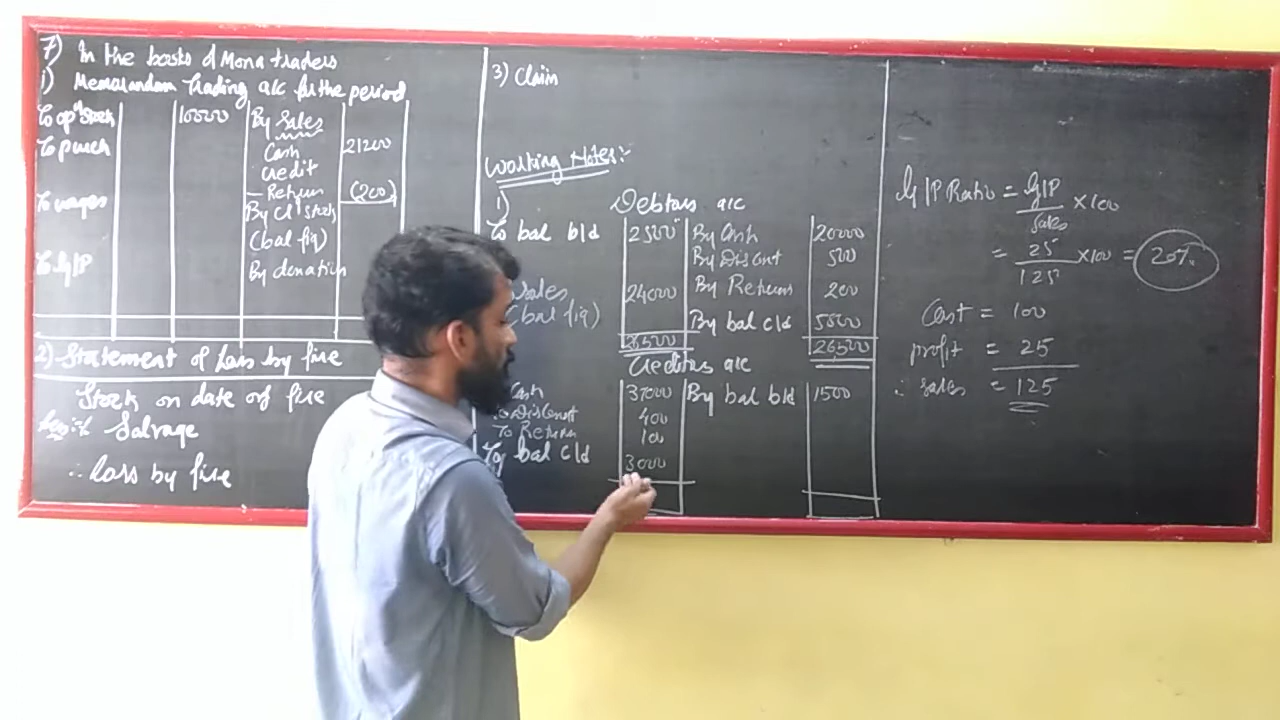 7) In the books of Mona traders
1) Memorandum Trading a/c for the period
To op stock 10500 By Sales
To purch Cash 21200
Credit
- Return (200)
To wages By Cl stock
(bal fig)
To G/P By donation
2) Statement of Loss by fire
Stock on date of fire
Less:- Salvage
∴ Loss by fire
3) Claim
Working Notes:-
1) Debtors a/c
To bal b/d 2500 By Cash 20000
By Discont 500
Sales 24000 By Returns 200
(bal fig) By bal c/d 5800
26500 26500
Creditors a/c
Cash 37000 By bal b/d 1500
To Discont 400
To Return 100
To bal c/d 3000
G/P Ratio = G/P / Sales × 100
= 25 / 125 × 100 = 20%
Cost = 100
profit = 25
∴ sales = 125